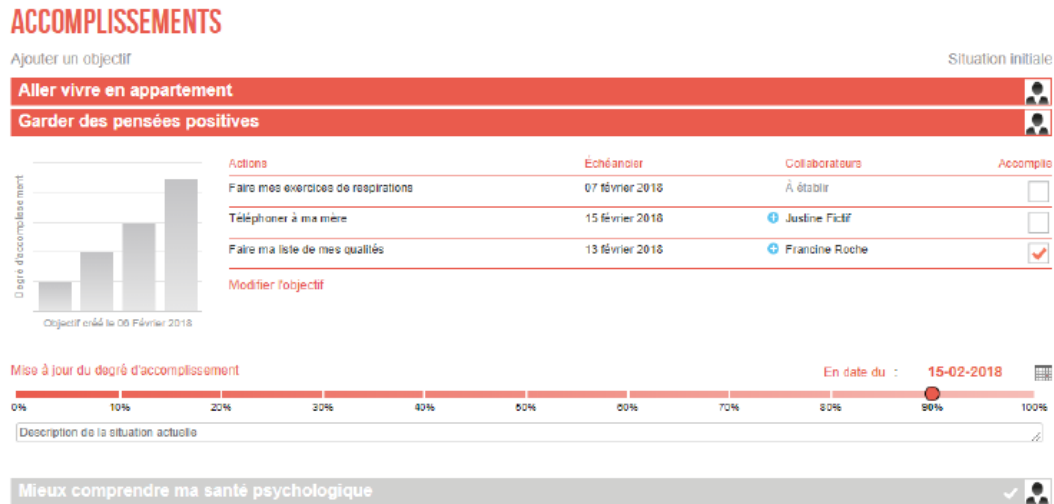 ACCOMPLISSEMENTS
Ajouter un objectif Situation initiale
Aller vivre en appartement
Garder des pensées positives
Actions Échéancier Collaborateurs Accomplie
Faire mes exercices de respirations 07 février 2018 À établir
Téléphoner à ma mère 15 février 2018 Justine Fictif
Faire ma liste de mes qualités 13 février 2018 Francine Roche
Modifier l'objectif
Degré d'accomplissement
Objectif créé le 06 Février 2018
Mise à jour du degré d'accomplissement En date du : 15-02-2018
0% 10% 20% 30% 40% 50% 60% 70% 80% 90% 100%
Description de la situation actuelle
Mieux comprendre ma santé psychologique